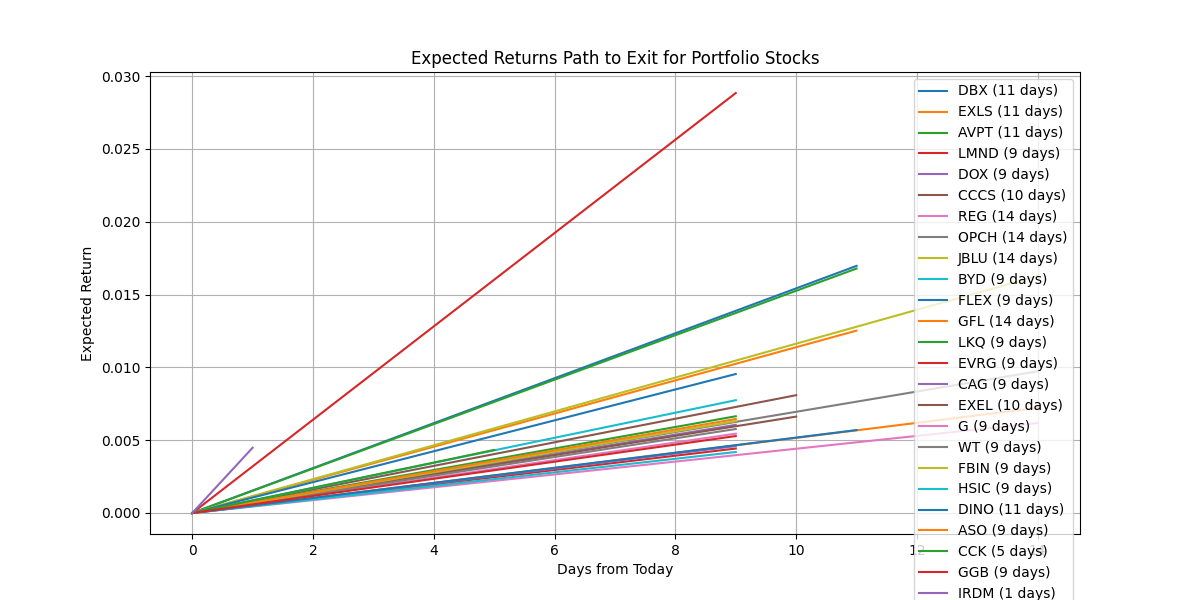 Expected Returns Path to Exit for Portfolio Stocks
Expected Return
0.030
0.025
0.020
0.015
0.010
0.005
0.000
0 2 4 6 8 10
Days from Today
DBX (11 days)
EXLS (11 days)
AVPT (11 days)
LMND (9 days)
DOX (9 days)
CCCS (10 days)
REG (14 days)
OPCH (14 days)
JBLU (14 days)
BYD (9 days)
FLEX (9 days)
GFL (14 days)
LKQ (9 days)
EVRG (9 days)
CAG (9 days)
EXEL (10 days)
G (9 days)
WT (9 days)
FBIN (9 days)
HSIC (9 days)
DINO (11 days)
ASO (9 days)
CCK (5 days)
GGB (9 days)
IRDM (1 days)